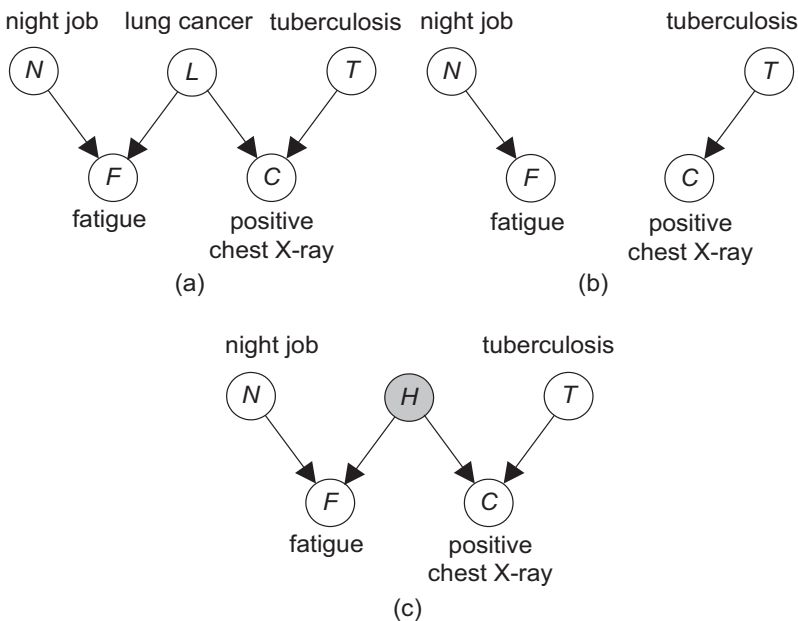 night job lung cancer tuberculosis
N L T
F C
fatigue positive
chest X-ray
(a)
night job tuberculosis
N T
F C
fatigue positive
chest X-ray
(b)
night job tuberculosis
N H T
F C
fatigue positive
chest X-ray
(c)